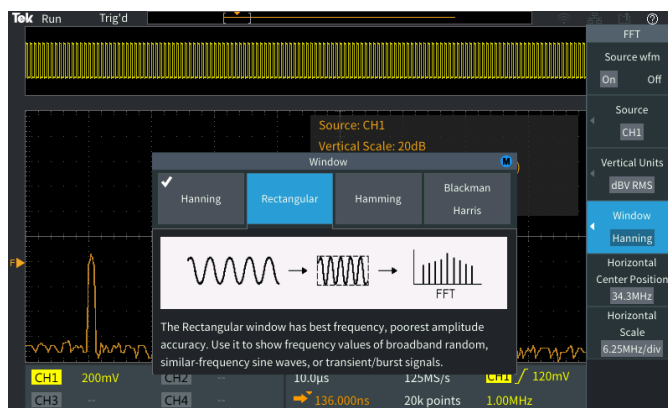 Tek Run Trig'd
FFT
Source wfm
On Off
Source
CH1
Vertical Units
dBV RMS
Window
Hanning
Horizontal
Center Position
34.3MHz
Horizontal
Scale
6.25MHz/div
Source: CH1
Vertical Scale: 20dB
Window
M
Hanning
Rectangular
Hamming
Blackman
Harris
FFT
The Rectangular window has best frequency, poorest amplitude
accuracy. Use it to show frequency values of broadband random,
similar-frequency sine waves, or transient/burst signals.
F
CH1 200mV CH2 -- 10.0µs 125MS/s CH1 120mV
CH3 -- CH4 -- 136.000ns 20k points 1.00MHz